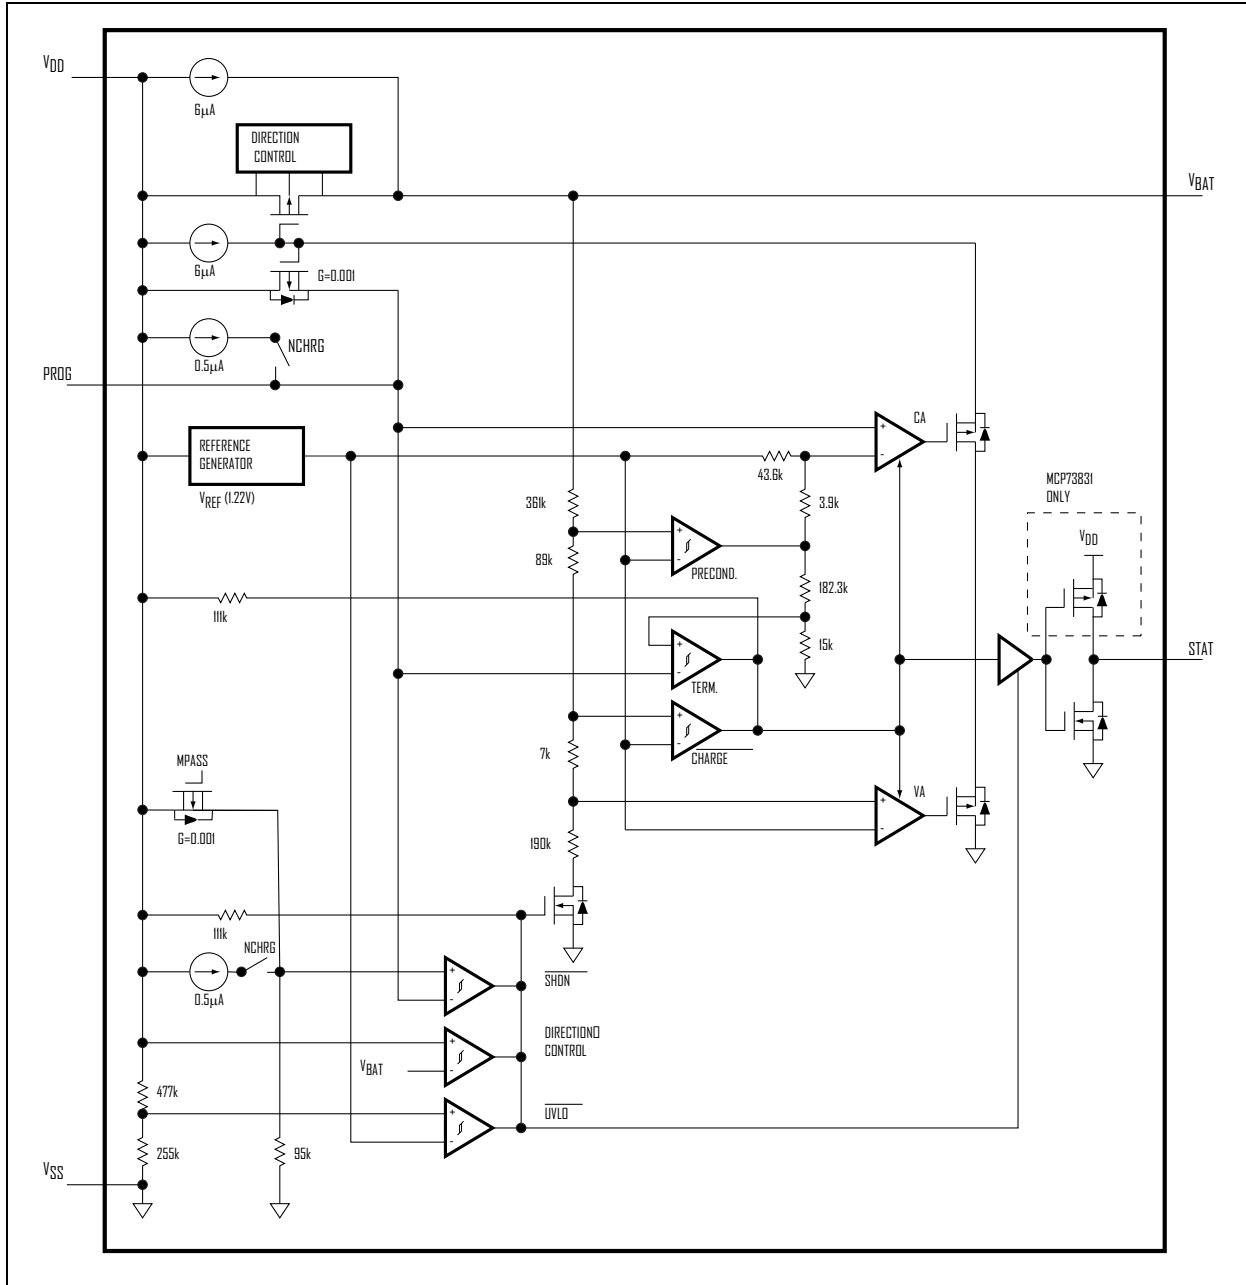 VDD
6µA
DIRECTION
CONTROL
VBAT
6µA
G=0.001
0.5µA
NCHRG
PROG
CA
+
-
REFERENCE
GENERATOR
VREF (1.22V)
43.6k
MCP73831
ONLY
361k
3.9k
VDD
+
-
89k
PRECOND.
182.3k
111k
15k
+
-
TERM.
STAT
+
-
CHARGE
7k
MPASS
VA
+
-
G=0.001
190k
111k
NCHRG
0.5µA
+
-
SHDN
DIRECTION▯
CONTROL
+
-
VBAT
477k
+
-
UVLO
255k
95k
VSS